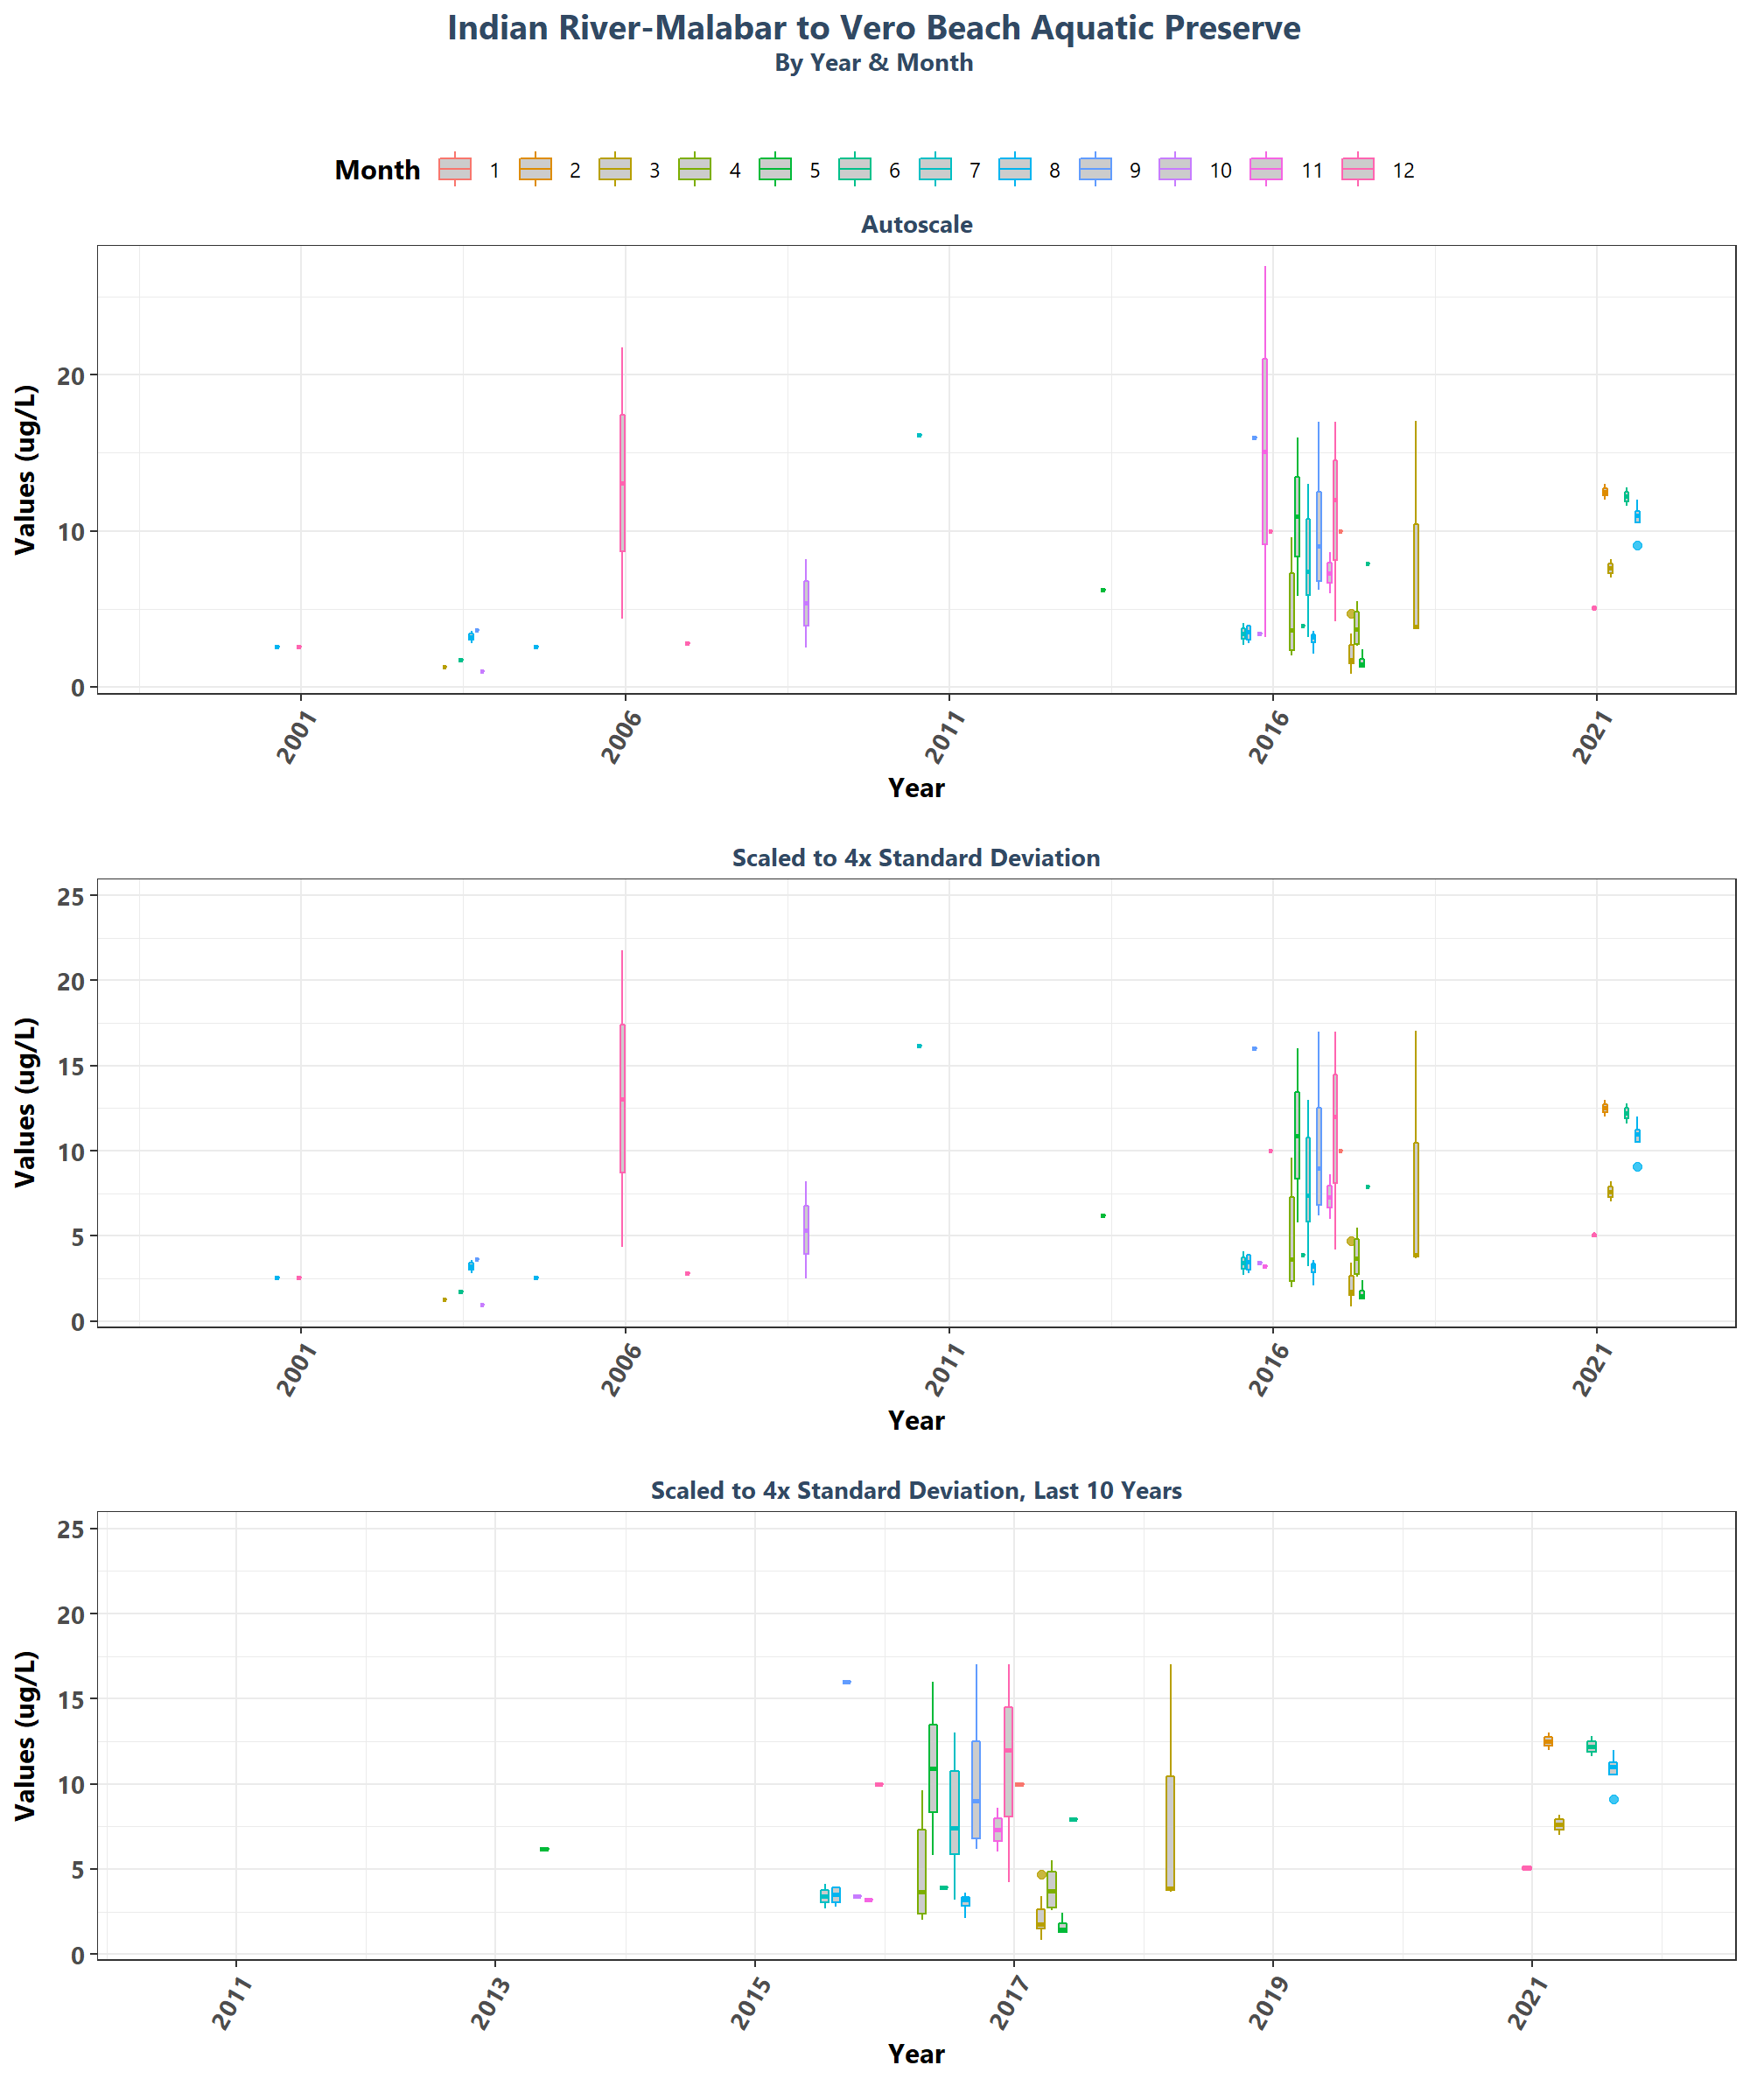 Indian River-Malabar to Vero Beach Aquatic Preserve
By Year & Month
Month 1 2 3 4 5 6 7 8 9 10 11 12
Autoscale
Values (ug/L)
20
10
0
2001 2006 2011 2016 2021
Year
Scaled to 4x Standard Deviation
Values (ug/L)
25
20
15
10
5
0
2001 2006 2011 2016 2021
Year
Scaled to 4x Standard Deviation, Last 10 Years
Values (ug/L)
25
20
15
10
5
0
2011 2013 2015 2017 2019 2021
Year